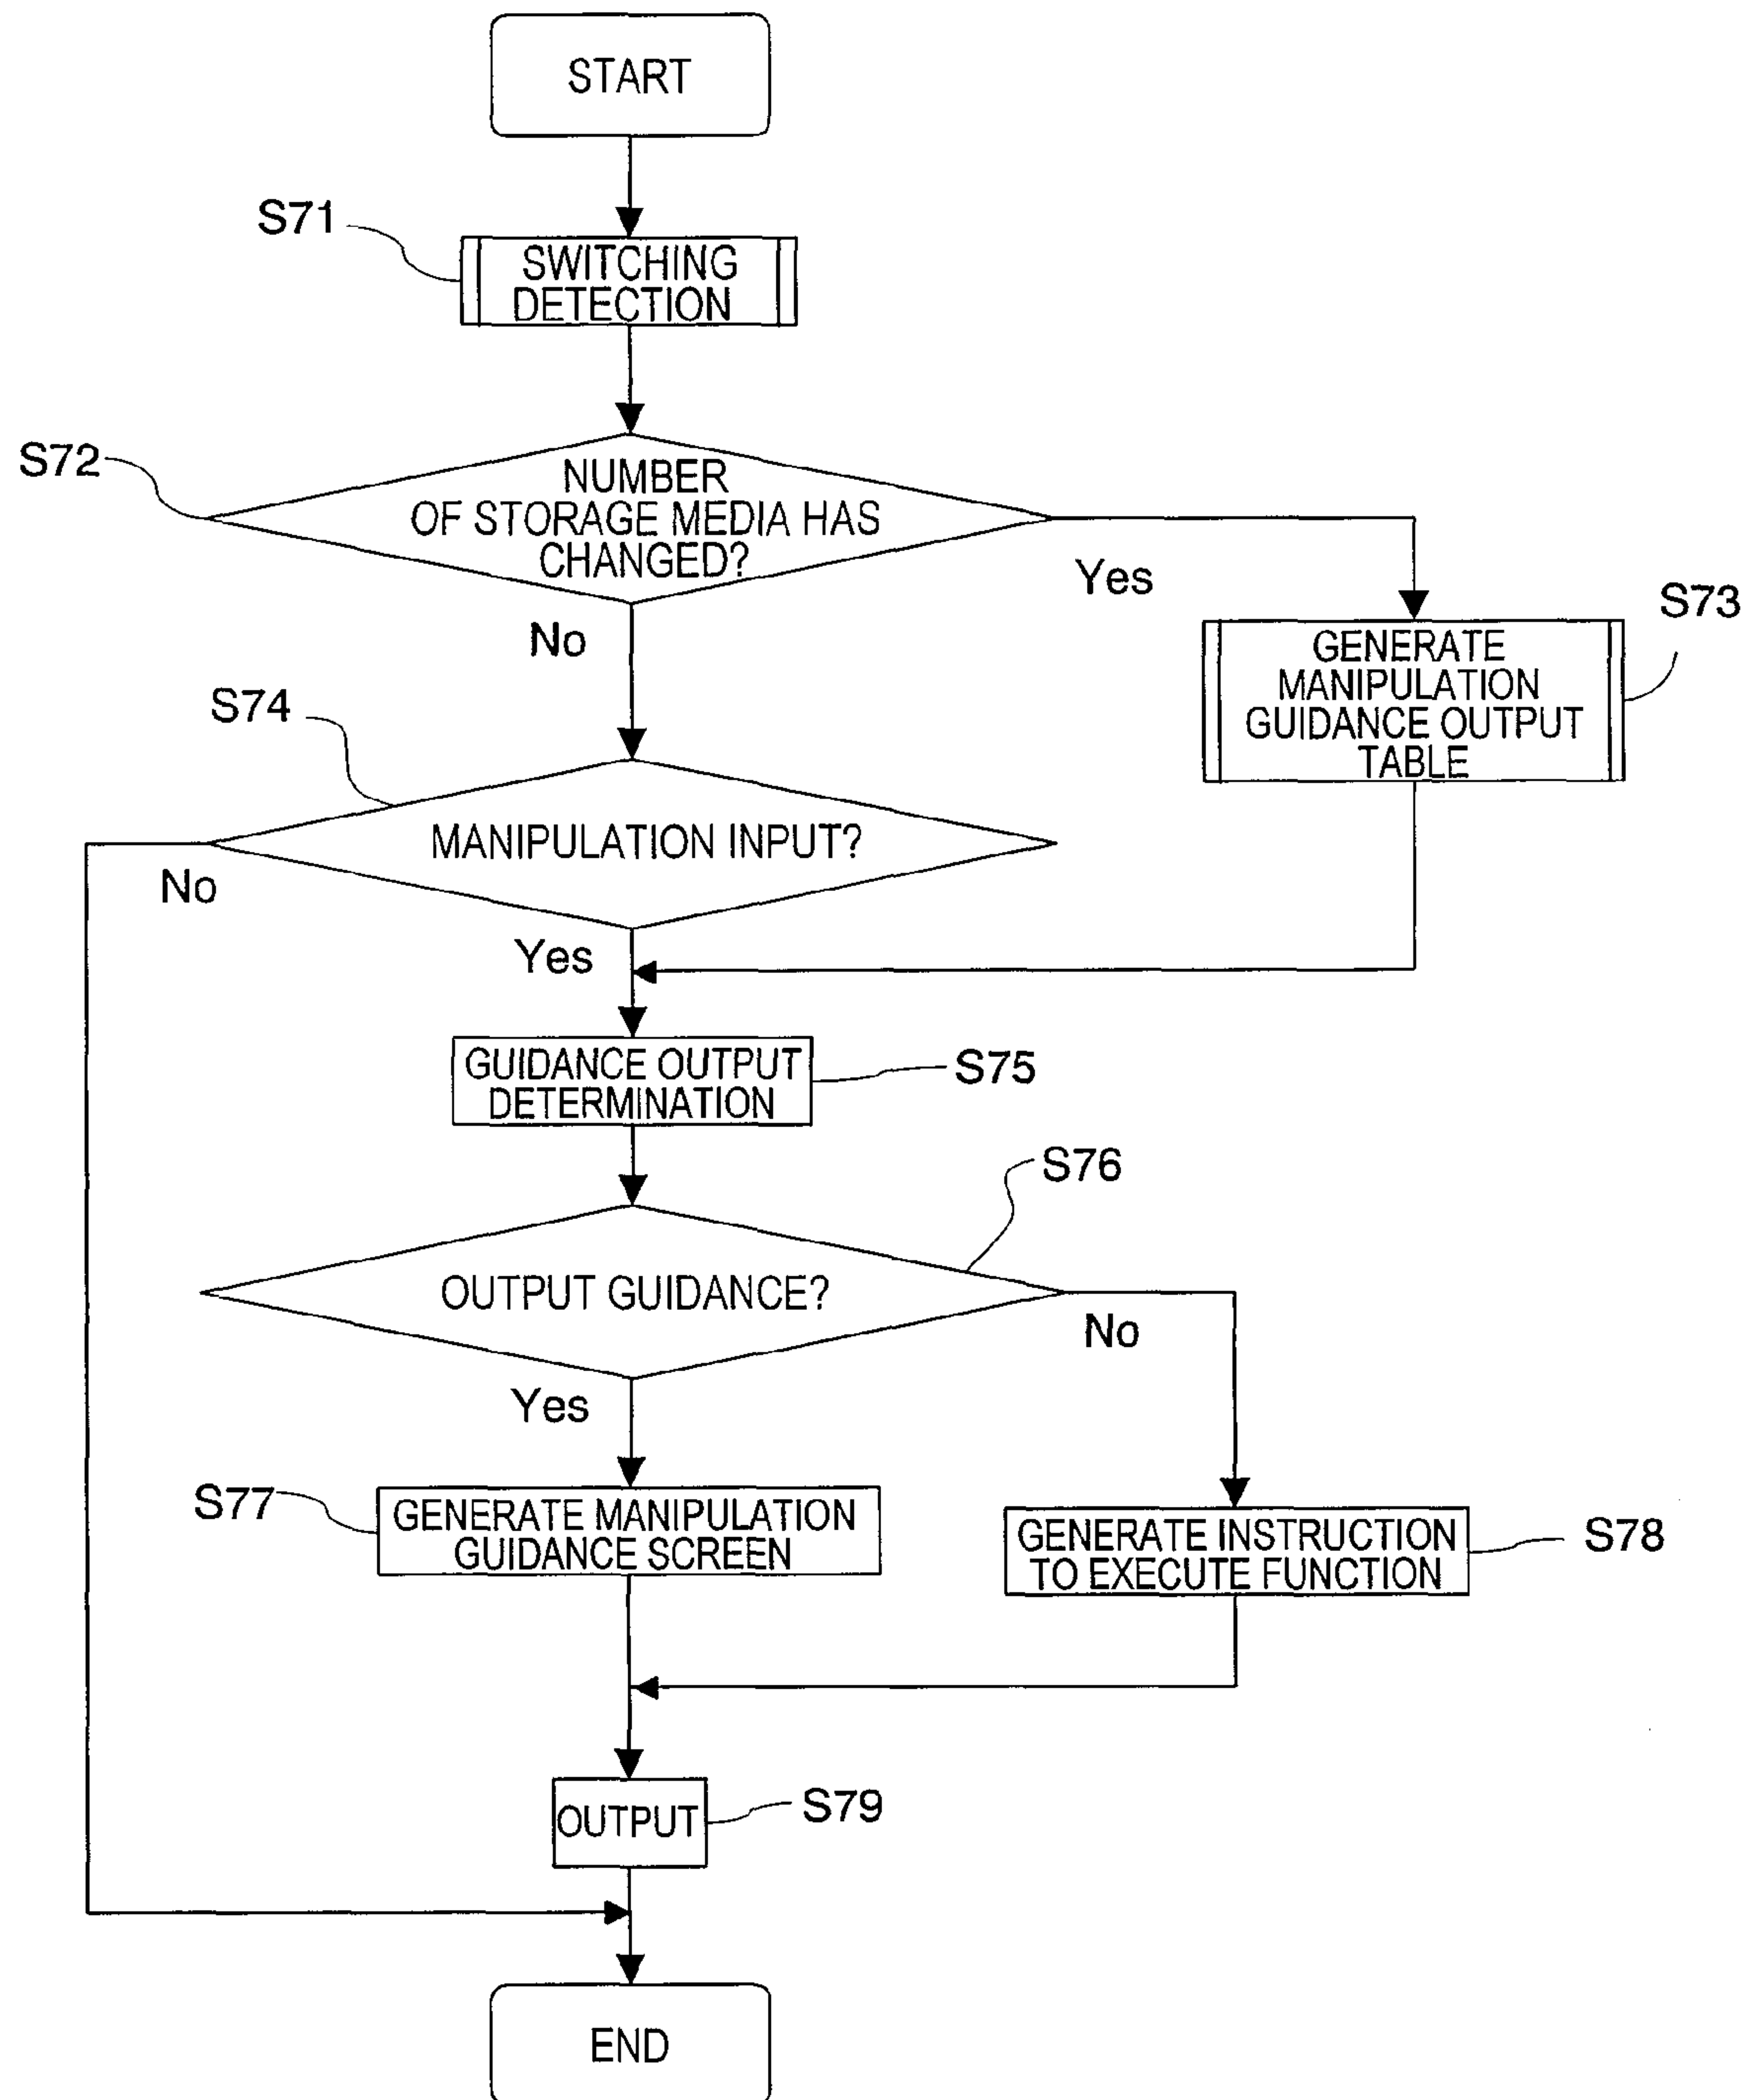 START
S71
SWITCHING
DETECTION
S72
NUMBER
OF STORAGE MEDIA HAS
CHANGED?
Yes
No
S73
GENERATE
MANIPULATION
GUIDANCE OUTPUT
TABLE
S74
MANIPULATION INPUT?
No
Yes
GUIDANCE OUTPUT
DETERMINATION
S75
S76
OUTPUT GUIDANCE?
No
Yes
S77
GENERATE MANIPULATION
GUIDANCE SCREEN
GENERATE INSTRUCTION
TO EXECUTE FUNCTION
S78
OUTPUT
S79
END